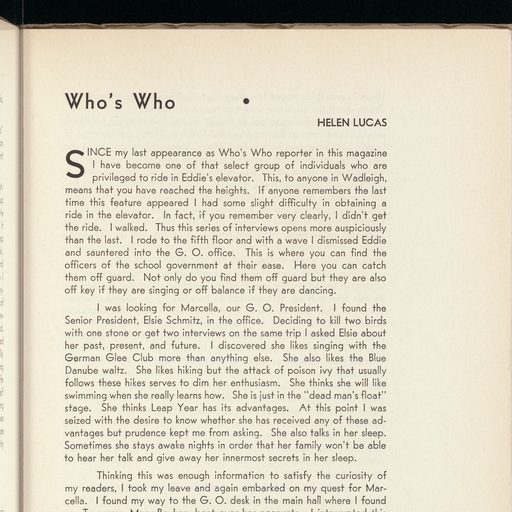 Who's Who •
HELEN LUCAS
SINCE my last appearance as Who's Who reporter in this magazine
I have become one of that select group of individuals who are
privileged to ride in Eddie's elevator. This, to anyone in Wadleigh,
means that you have reached the heights. If anyone remembers the last
time this feature appeared I had some slight difficulty in obtaining a
ride in the elevator. In fact, if you remember very clearly, I didn't get
the ride. I walked. Thus this series of interviews opens more auspiciously
than the last. I rode to the fifth floor and with a wave I dismissed Eddie
and sauntered into the G. O. office. This is where you can find the
officers of the school government at their ease. Here you can catch
them off guard. Not only do you find them off guard but they are also
off key if they are singing or off balance if they are dancing.
I was looking for Marcella, our G. O. President. I found the
Senior President, Elsie Schmitz, in the office. Deciding to kill two birds
with one stone or get two interviews on the same trip I asked Elsie about
her past, present, and future. I discovered she likes singing with the
German Glee Club more than anything else. She also likes the Blue
Danube waltz. She likes hiking but the attack of poison ivy that usually
follows these hikes serves to dim her enthusiasm. She thinks she will like
swimming when she really learns how. She is just in the "dead man's float"
stage. She thinks Leap Year has its advantages. At this point I was
seized with the desire to know whether she has received any of these ad-
vantages but prudence kept me from asking. She also talks in her sleep.
Sometimes she stays awake nights in order that her family won't be able
to hear her talk and give away her innermost secrets in her sleep.
Thinking this was enough information to satisfy the curiosity of
my readers, I took my leave and again embarked on my quest for Mar-
cella. I found my way to the G. O. desk in the main hall where I found